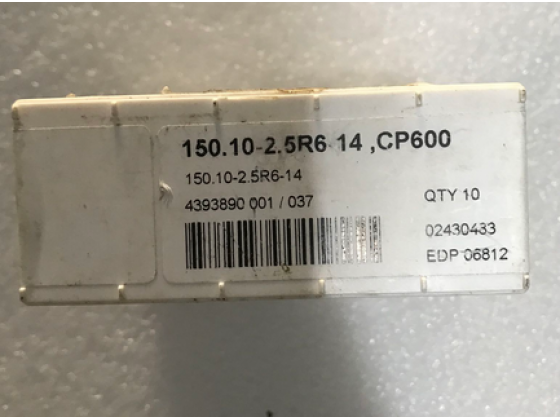 150.10-2.5R6-14 ,CP600
150.10-2.5R6-14
4393890 001 / 037
QTY 10
02430433
EDP 06812